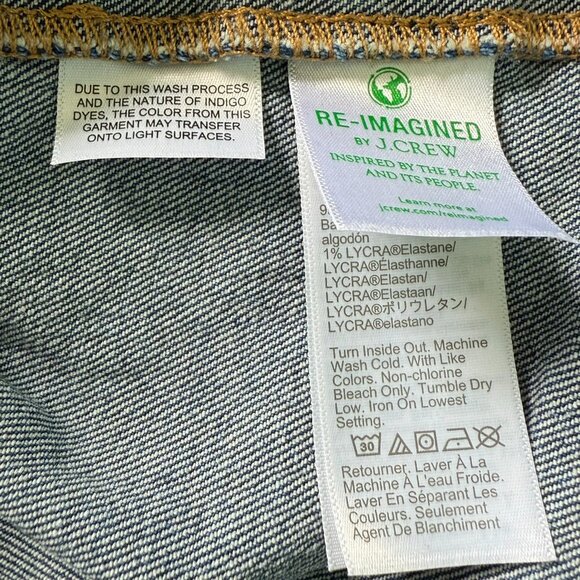 DUE TO THIS WASH PROCESS
AND THE NATURE OF INDIGO
DYES, THE COLOR FROM THIS
GARMENT MAY TRANSFER
ONTO LIGHT SURFACES.
RE-IMAGINED
BY J.CREW
INSPIRED BY THE PLANET
AND ITS PEOPLE.
Learn more at
jcrew.com/reimagined
algodón
1% LYCRA®Elastane/
LYCRA®Élasthanne/
LYCRA®Elastan/
LYCRA®Elastaan/
LYCRA®ポリウレタン/
LYCRA®elastano
Turn Inside Out. Machine
Wash Cold. With Like
Colors. Non-chlorine
Bleach Only. Tumble Dry
Low. Iron On Lowest
Setting.
30
Retourner. Laver À La
Machine À L'eau Froide.
Laver En Séparant Les
Couleurs. Seulement
Agent De Blanchiment